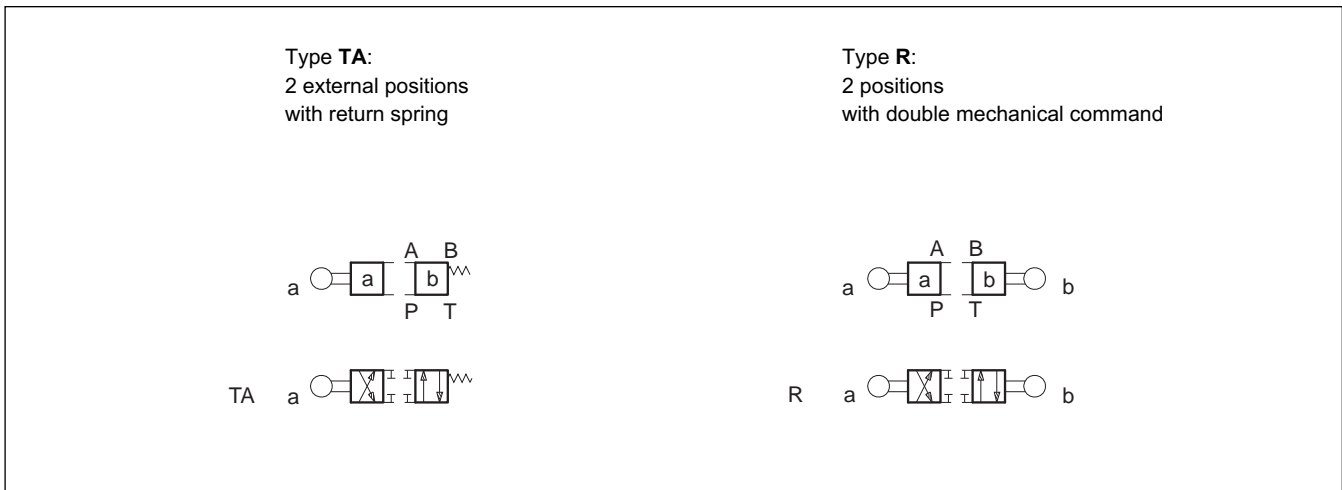 Type TA:
2 external positions
with return spring
Type R:
2 positions
with double mechanical command
A B
a a b
P T
A B
a a b b
P T
TA a
R a b